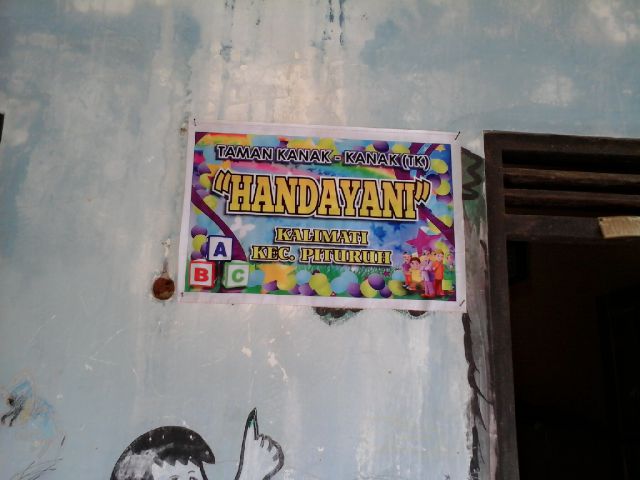 TAMAN KANAK - KANAK (TK)
"HANDAYANI"
KALIMATI
KEC. PITURUH
A
B C